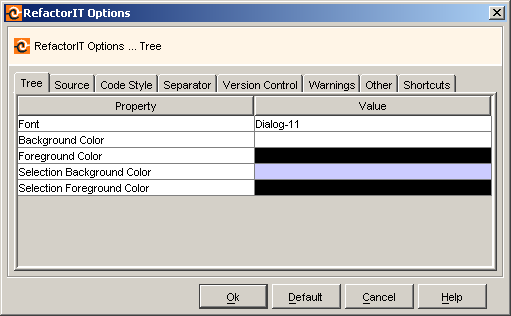 RefactorIT Options
RefactorIT Options ... Tree
Tree Source Code Style Separator Version Control Warnings Other Shortcuts
Property Value
Font Dialog-11
Background Color
Foreground Color
Selection Background Color
Selection Foreground Color
Ok Default Cancel Help